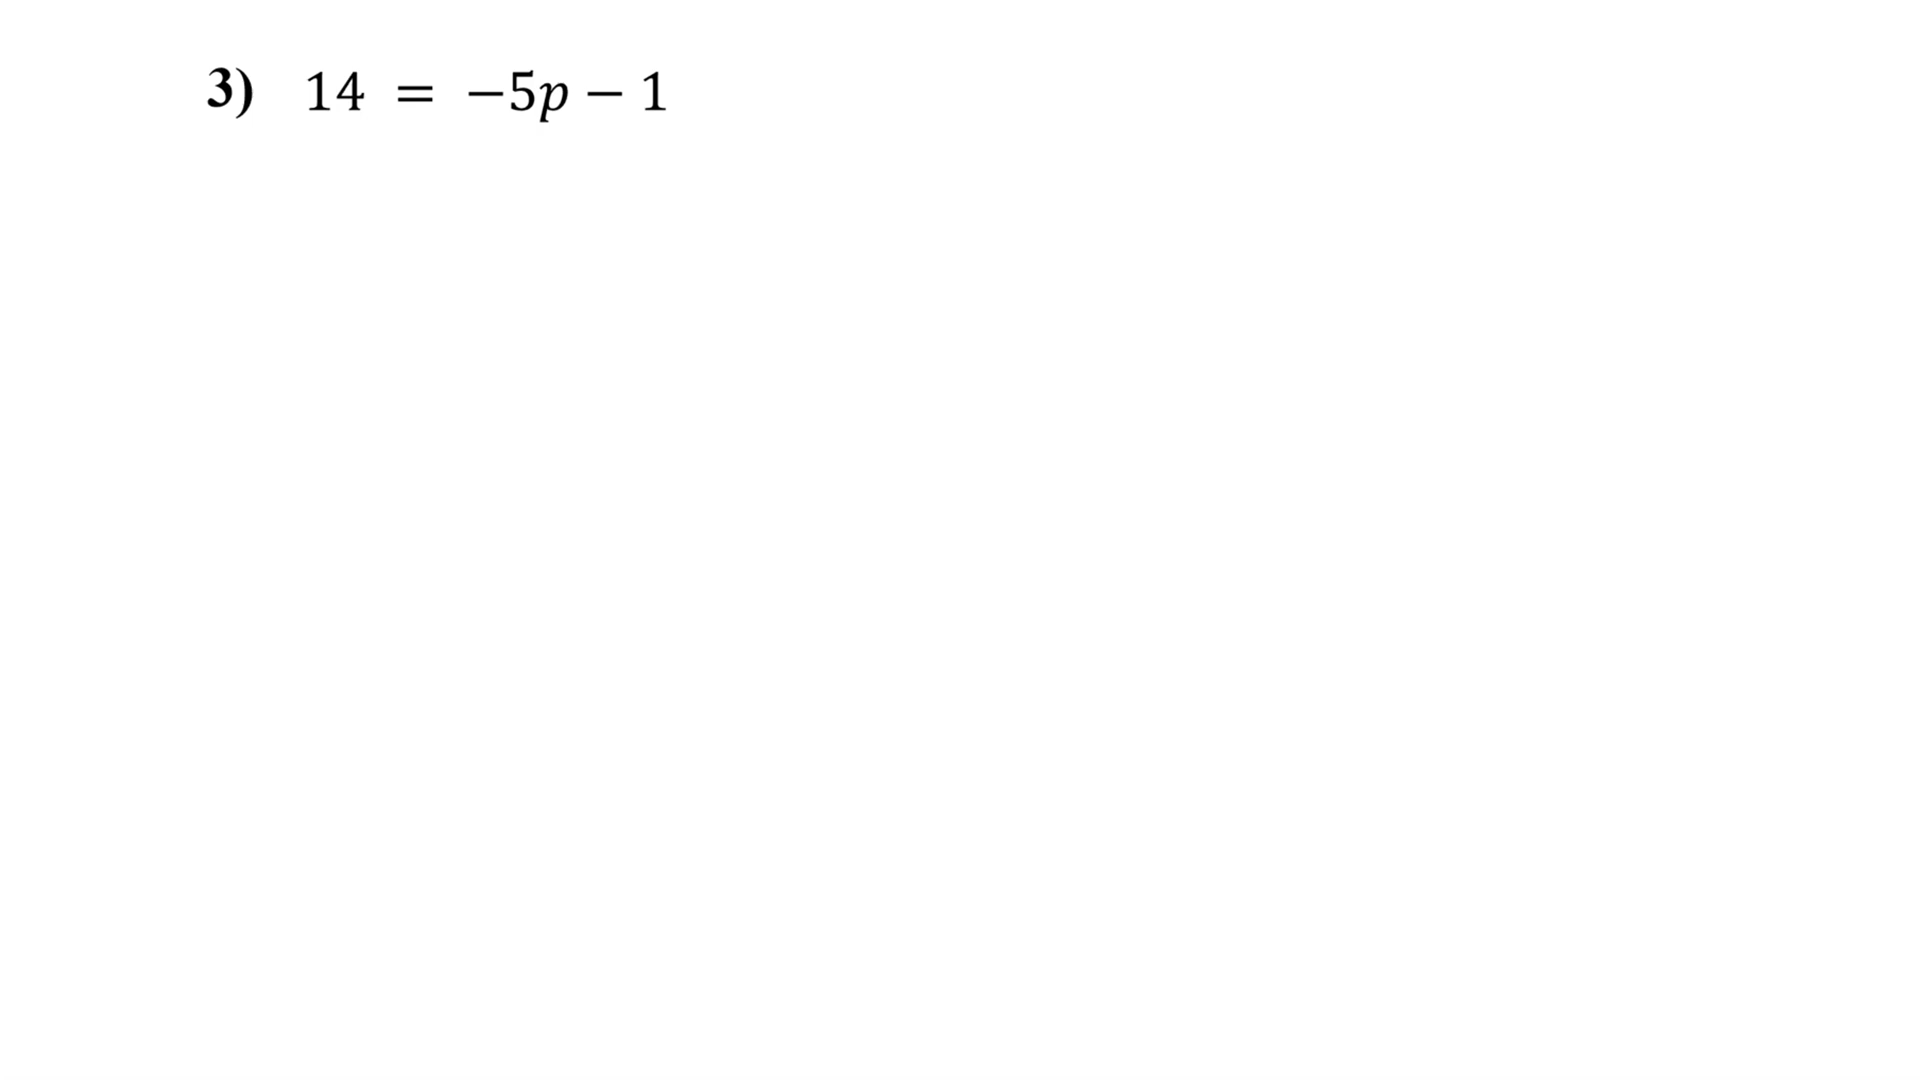 3) 14 = −5p − 1